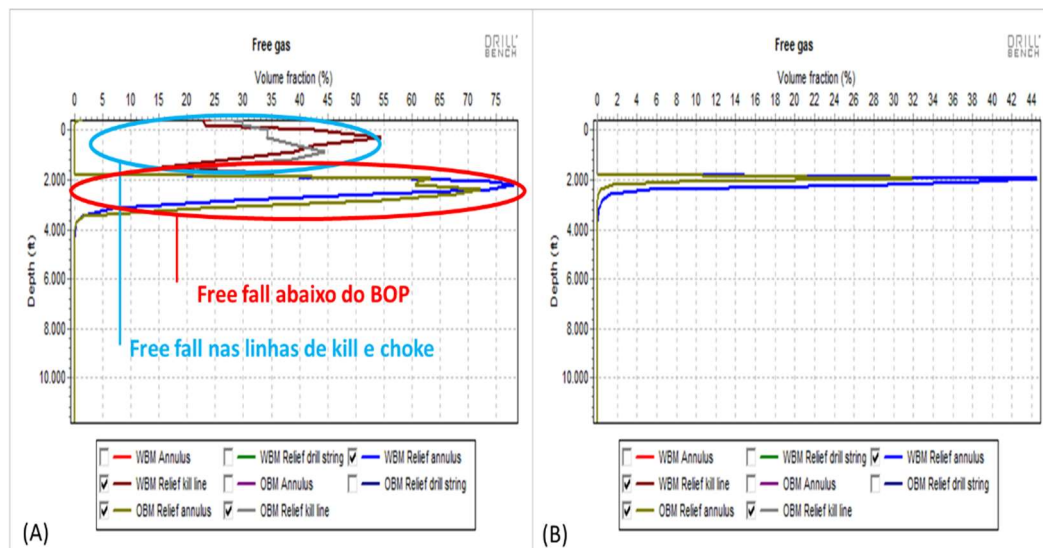 Free gas
DRILL
BENCH
Volume fraction (%)
0 5 10 15 20 25 30 35 40 45 50 55 60 65 70 75
Depth (ft)
0
2.000
4.000
6.000
8.000
10.000
Free fall abaixo do BOP
Free fall nas linhas de kill e choke
WBM Annulus WBM Relief drill string WBM Relief annulus
WBM Relief kill line OBM Annulus OBM Relief drill string
OBM Relief annulus OBM Relief kill line
(A)
Free gas
DRILL
BENCH
Volume fraction (%)
0 2 4 6 8 10 12 14 16 18 20 22 24 26 28 30 32 34 36 38 40 42 44
Depth (ft)
0
2.000
4.000
6.000
8.000
10.000
WBM Annulus WBM Relief drill string WBM Relief annulus
WBM Relief kill line OBM Annulus OBM Relief drill string
OBM Relief annulus OBM Relief kill line
(B)